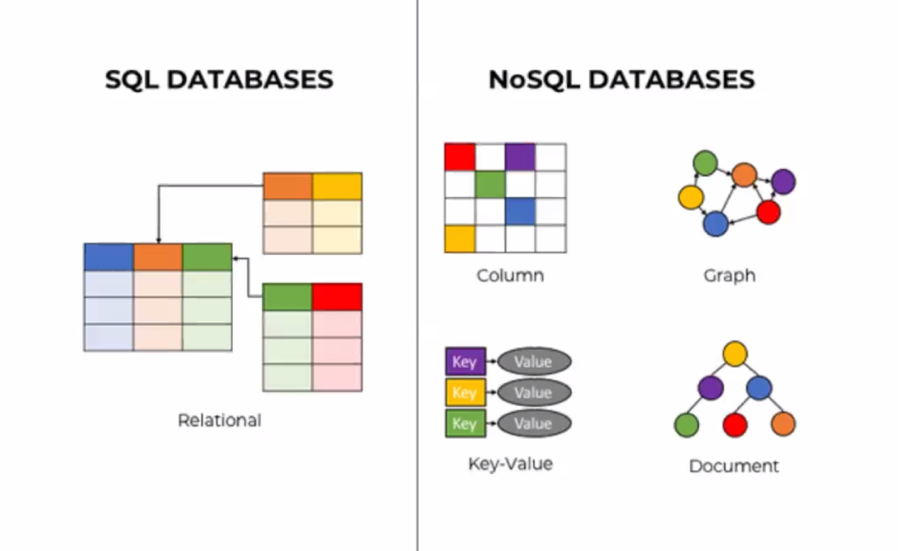 SQL DATABASES
Relational
NoSQL DATABASES
Column
Graph
Key
Value
Key
Value
Key
Value
Key-Value
Document